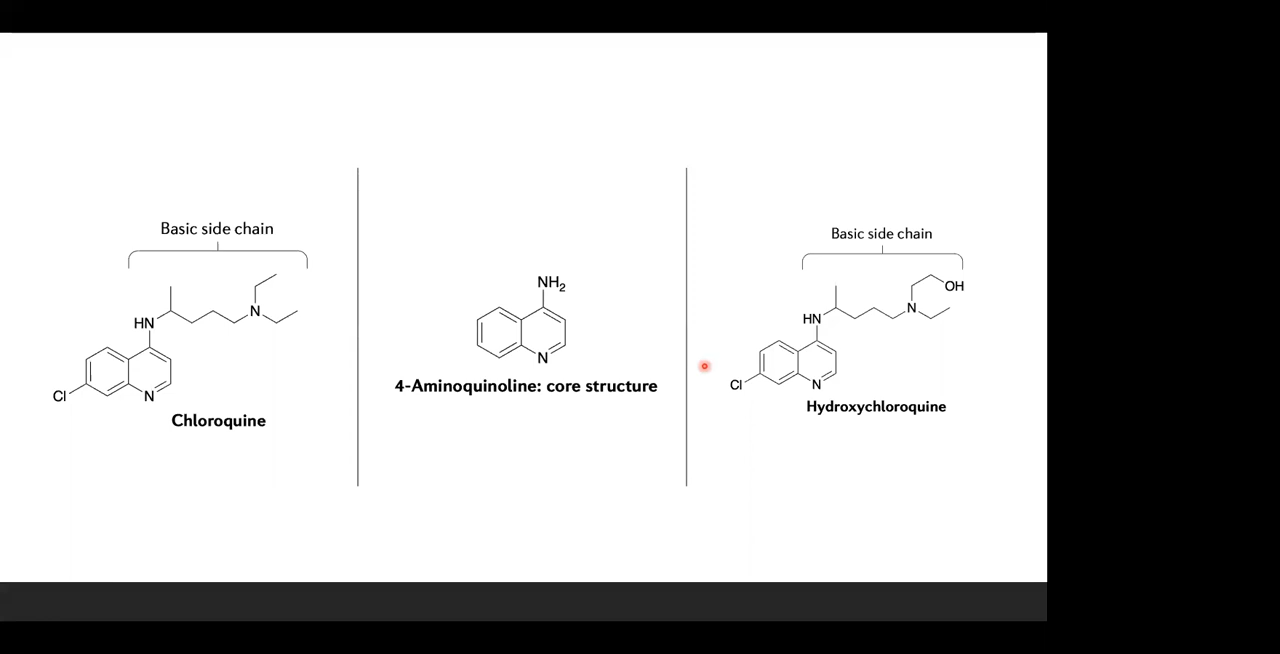 Basic side chain
N
HN
Cl
N
Chloroquine
NH₂
N
4-Aminoquinoline: core structure
Basic side chain
OH
N
HN
Cl
N
Hydroxychloroquine